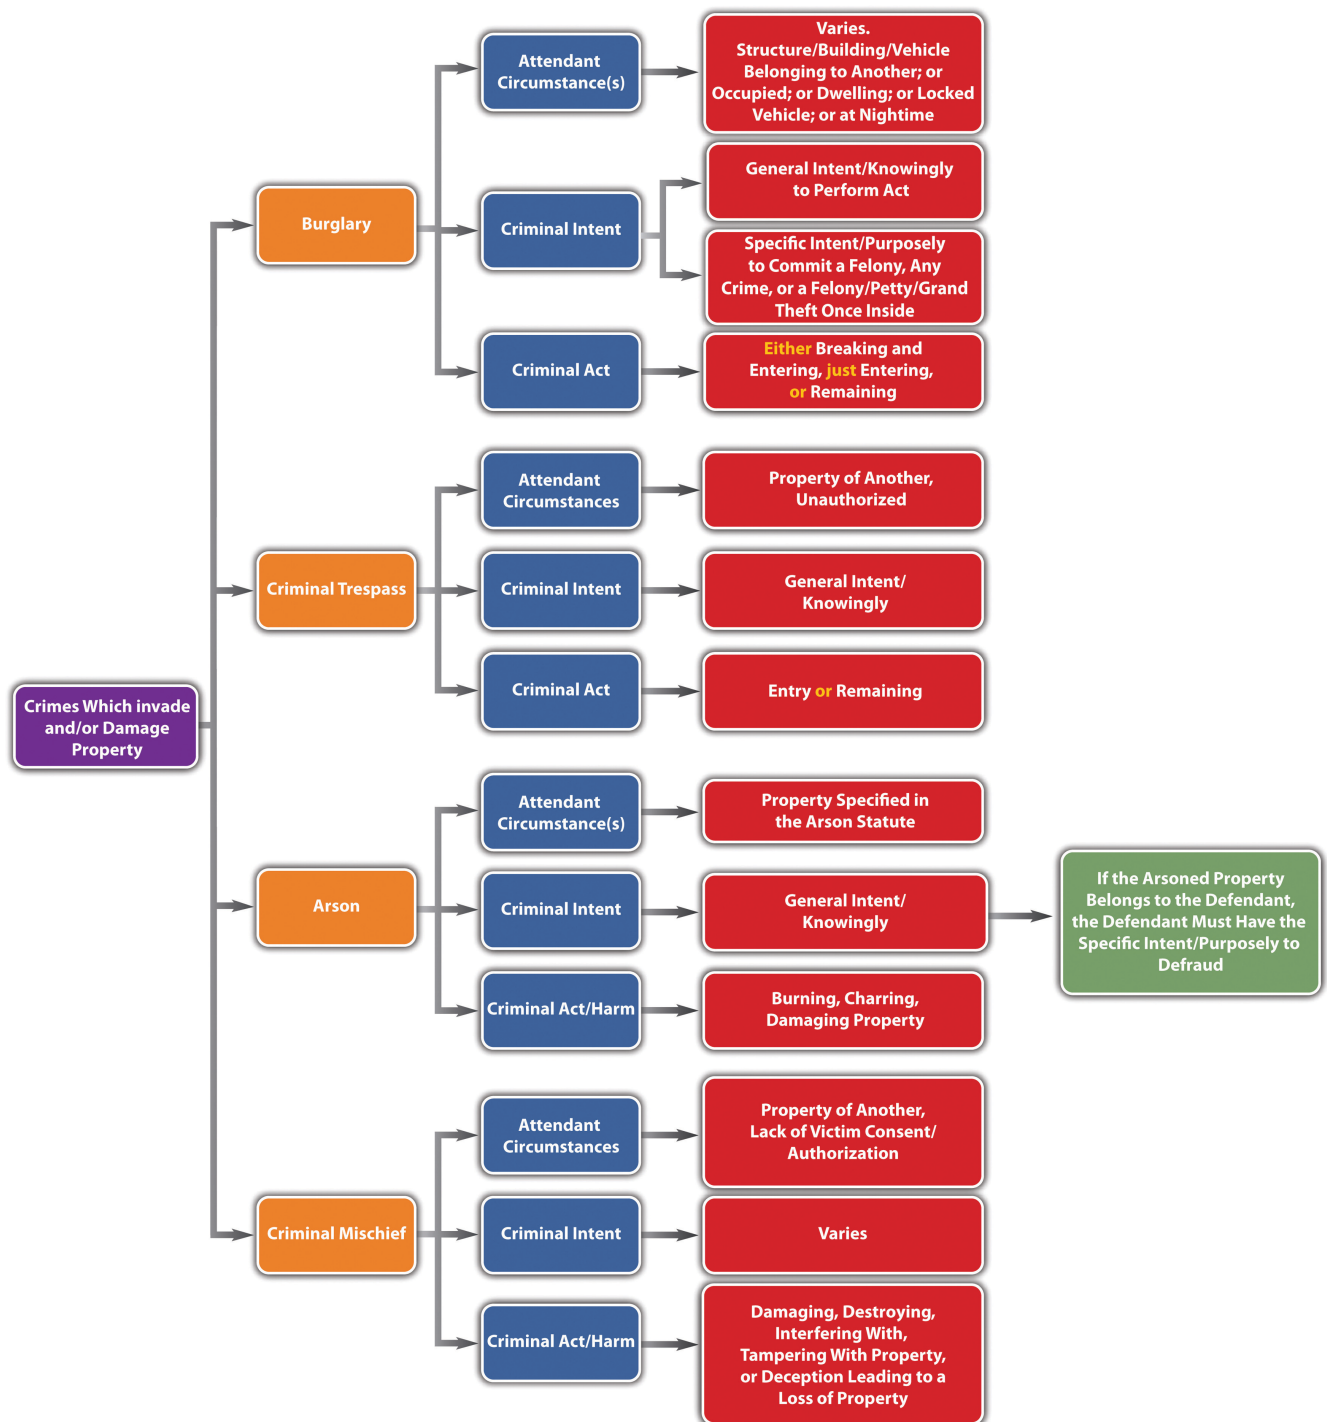 Crimes Which invade
and/or Damage
Property
Burglary
Attendant
Circumstance(s)
Varies.
Structure/Building/Vehicle
Belonging to Another; or
Occupied; or Dwelling; or Locked
Vehicle; or at Nightime
Criminal Intent
General Intent/Knowingly
to Perform Act
Specific Intent/Purposely
to Commit a Felony, Any
Crime, or a Felony/Petty/Grand
Theft Once Inside
Criminal Act
Either Breaking and
Entering, just Entering,
or Remaining
Criminal Trespass
Attendant
Circumstances
Property of Another,
Unauthorized
Criminal Intent
General Intent/
Knowingly
Criminal Act
Entry or Remaining
Arson
Attendant
Circumstance(s)
Property Specified in
the Arson Statute
Criminal Intent
General Intent/
Knowingly
If the Arsoned Property
Belongs to the Defendant,
the Defendant Must Have the
Specific Intent/Purposely to
Defraud
Criminal Act/Harm
Burning, Charring,
Damaging Property
Criminal Mischief
Attendant
Circumstances
Property of Another,
Lack of Victim Consent/
Authorization
Criminal Intent
Varies
Criminal Act/Harm
Damaging, Destroying,
Interfering With,
Tampering With Property,
or Deception Leading to a
Loss of Property